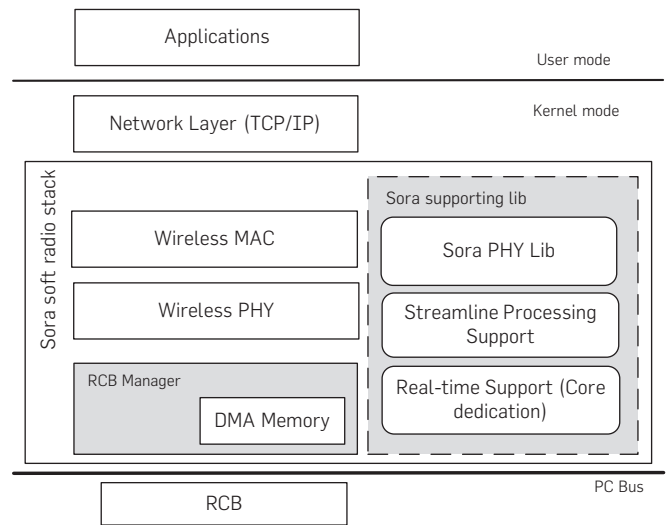 Applications
User mode
Network Layer (TCP/IP)
Kernel mode
Sora soft radio stack
Wireless MAC
Wireless PHY
RCB Manager
DMA Memory
Sora supporting lib
Sora PHY Lib
Streamline Processing
Support
Real-time Support (Core
dedication)
PC Bus
RCB